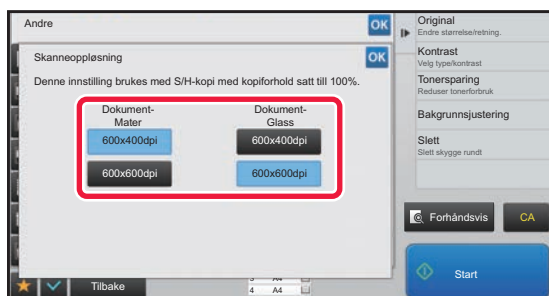 Andre
OK
Skanneoppløsning
OK
Denne innstilling brukes med S/H-kopi med kopiforhold satt till 100%.
Dokument-
Mater
600x400dpi
600x600dpi
Dokument-
Glass
600x400dpi
600x600dpi
Tilbake
A4
4 A4
Original
Endre størrelse/retning.
Kontrast
Velg type/kontrast
Tonersparing
Reduser tonerforbruk
Bakgrunnsjustering
Slett
Slett skygge rundt
Forhåndsvis
CA
Start